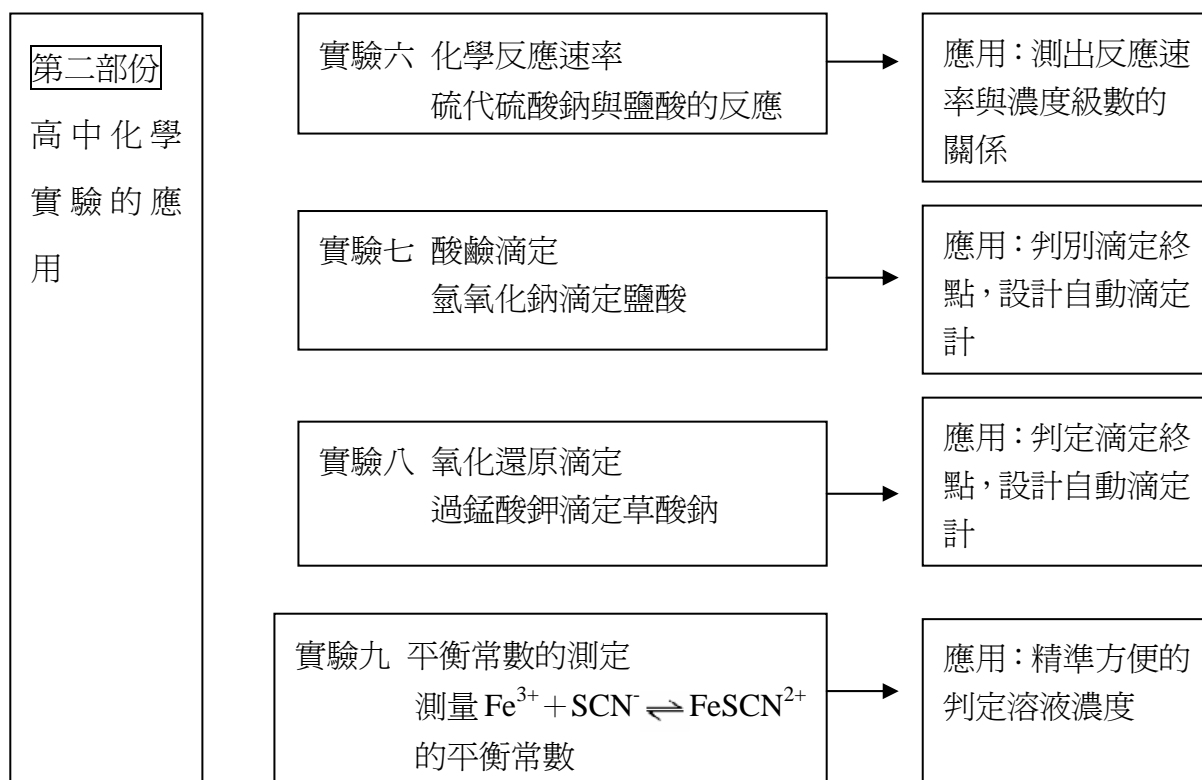 第二部份
高中化學
實驗的應
用
實驗六 化學反應速率
硫代硫酸鈉與鹽酸的反應
應用：測出反應速
率與濃度級數的
關係
實驗七 酸鹼滴定
氫氧化鈉滴定鹽酸
應用：判別滴定終
點，設計自動滴定
計
實驗八 氧化還原滴定
過錳酸鉀滴定草酸鈉
應用：判定滴定終
點，設計自動滴定
計
實驗九 平衡常數的測定
測量 Fe³⁺＋SCN⁻ ⇌ FeSCN²⁺
的平衡常數
應用：精準方便的
判定溶液濃度